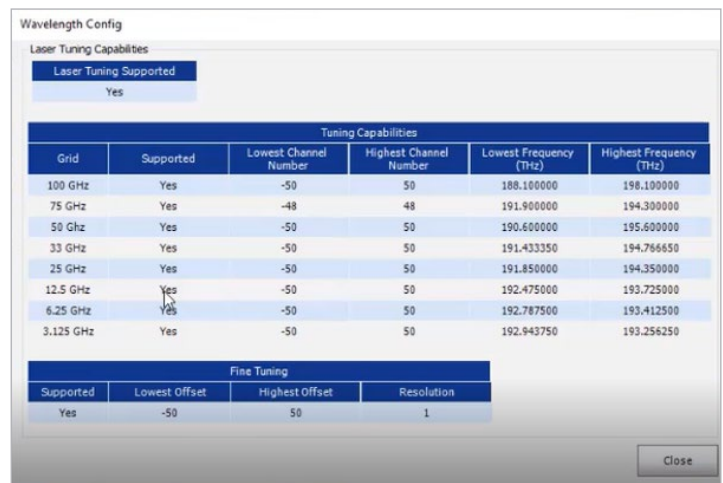 Wavelength Config
Laser Tuning Capabilities
Laser Tuning Supported
Yes
Tuning Capabilities
Grid Supported Lowest Channel Number Highest Channel Number Lowest Frequency (THz) Highest Frequency (THz)
100 GHz Yes -50 50 188.100000 198.100000
75 GHz Yes -48 48 191.900000 194.300000
50 Ghz Yes -50 50 190.600000 195.600000
33 GHz Yes -50 50 191.433350 194.766650
25 GHz Yes -50 50 191.850000 194.350000
12.5 GHz Yes -50 50 192.475000 193.725000
6.25 GHz Yes -50 50 192.787500 193.412500
3.125 GHz Yes -50 50 192.943750 193.256250
Fine Tuning
Supported Lowest Offset Highest Offset Resolution
Yes -50 50 1
Close